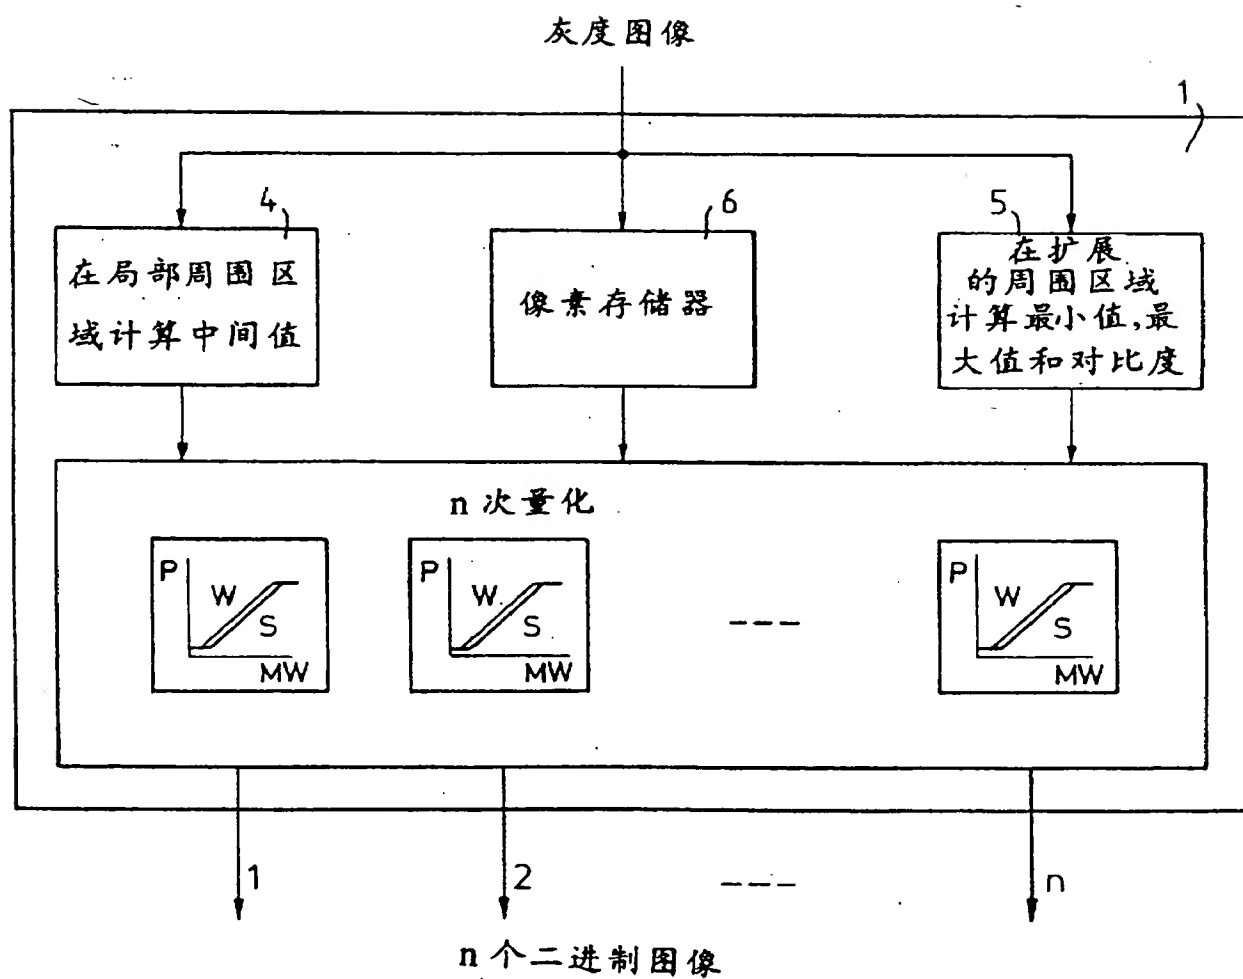 灰度图像
1
4
6
5
在局部周围区
域计算中间值
像素存储器
在扩展
的周围区域
计算最小值,最
大值和对比度
n 次量化
P
W
S
MW
P
W
S
MW
---
P
W
S
MW
1
2
---
n
n 个二进制图像